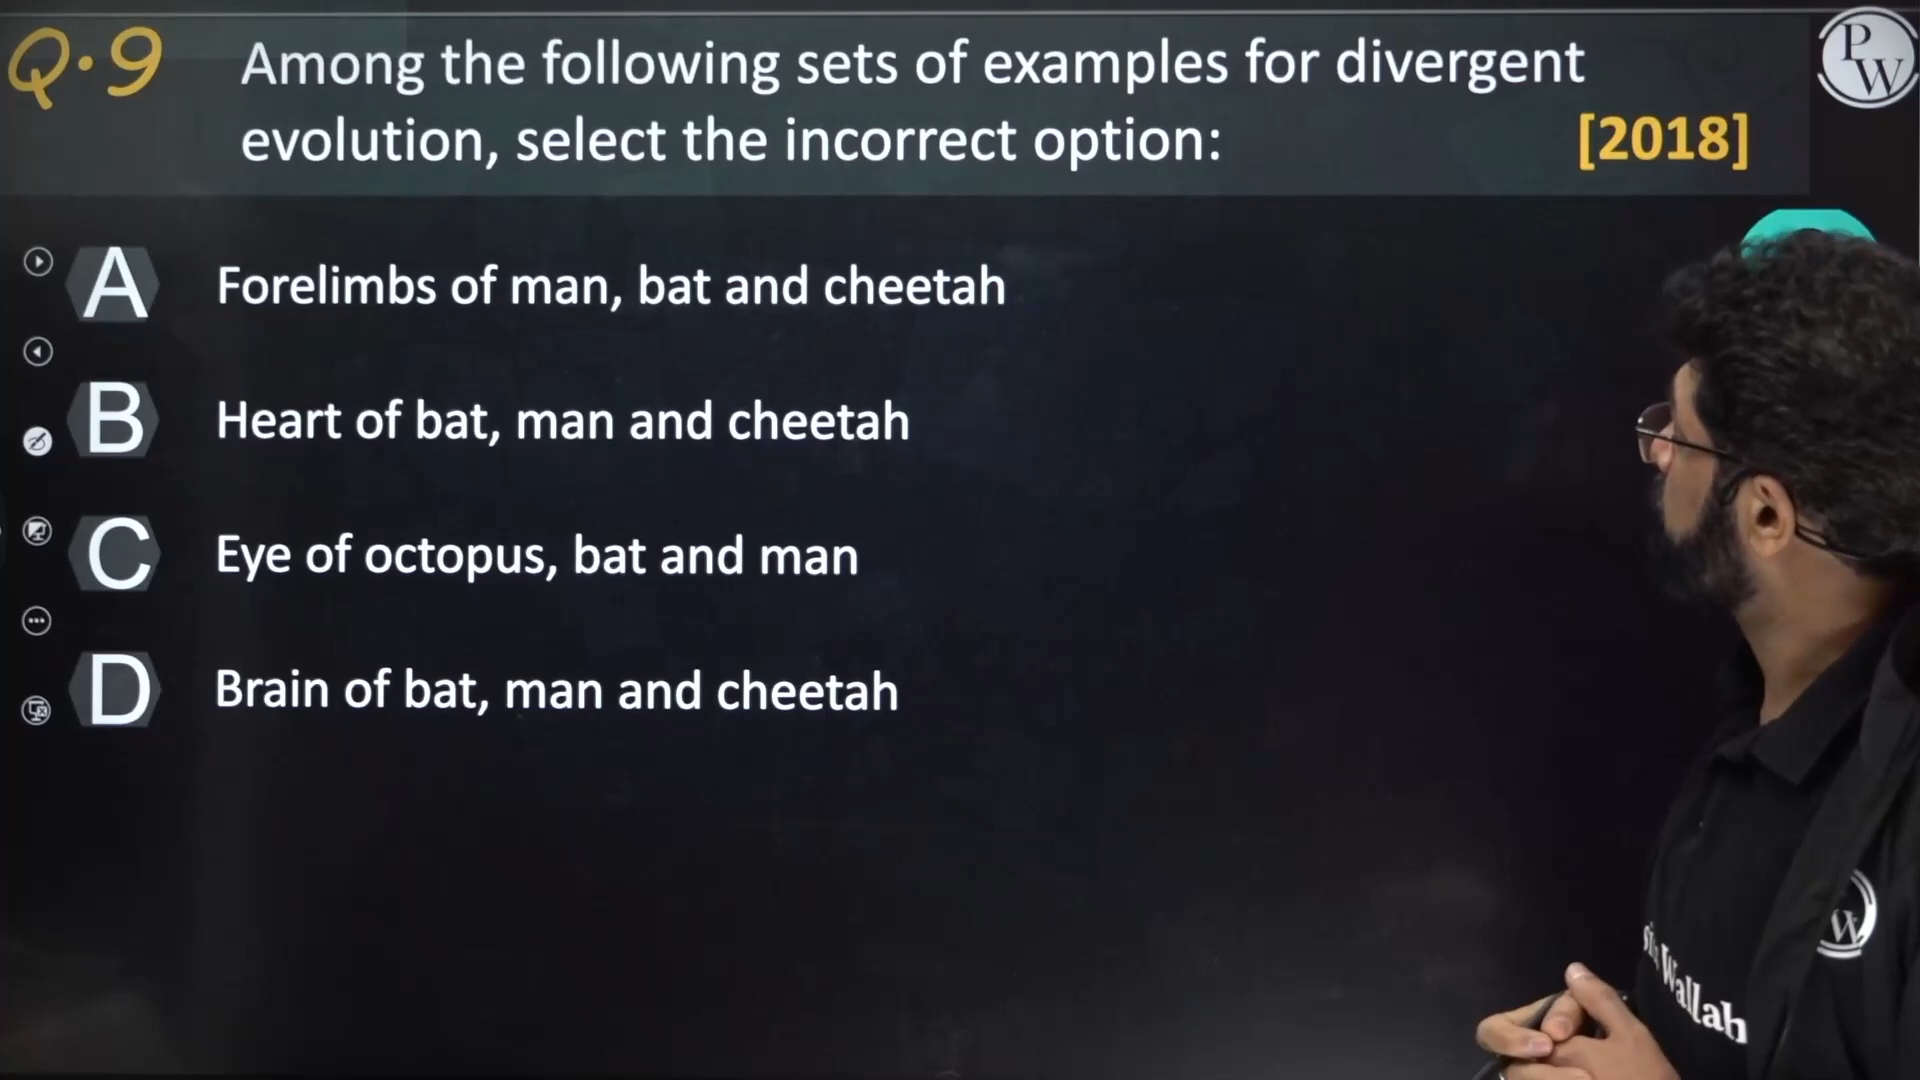 Q.9
Among the following sets of examples for divergent
evolution, select the incorrect option:
[2018]
PW
A Forelimbs of man, bat and cheetah
B Heart of bat, man and cheetah
C Eye of octopus, bat and man
D Brain of bat, man and cheetah
W
Wallah